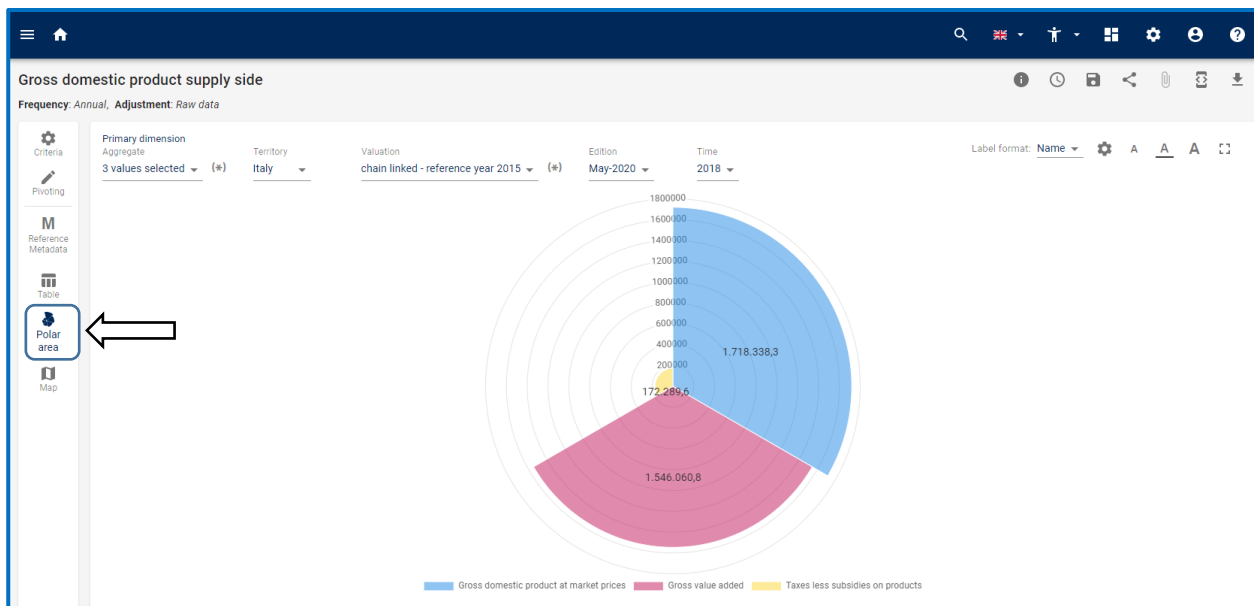 Gross domestic product supply side
Frequency: Annual, Adjustment: Raw data
Criteria
Pivoting
M
Reference
Metadata
Table
Polar
area
Map
Primary dimension
Aggregate
3 values selected
(*)
Territory
Italy
Valuation
chain linked - reference year 2015
(*)
Edition
May-2020
Time
2018
Label format: Name
A
A
A
1800000
1600000
1400000
1200000
1000000
800000
600000
400000
200000
1.718.338,3
172.289,6
1.546.060,8
Gross domestic product at market prices
Gross value added
Taxes less subsidies on products